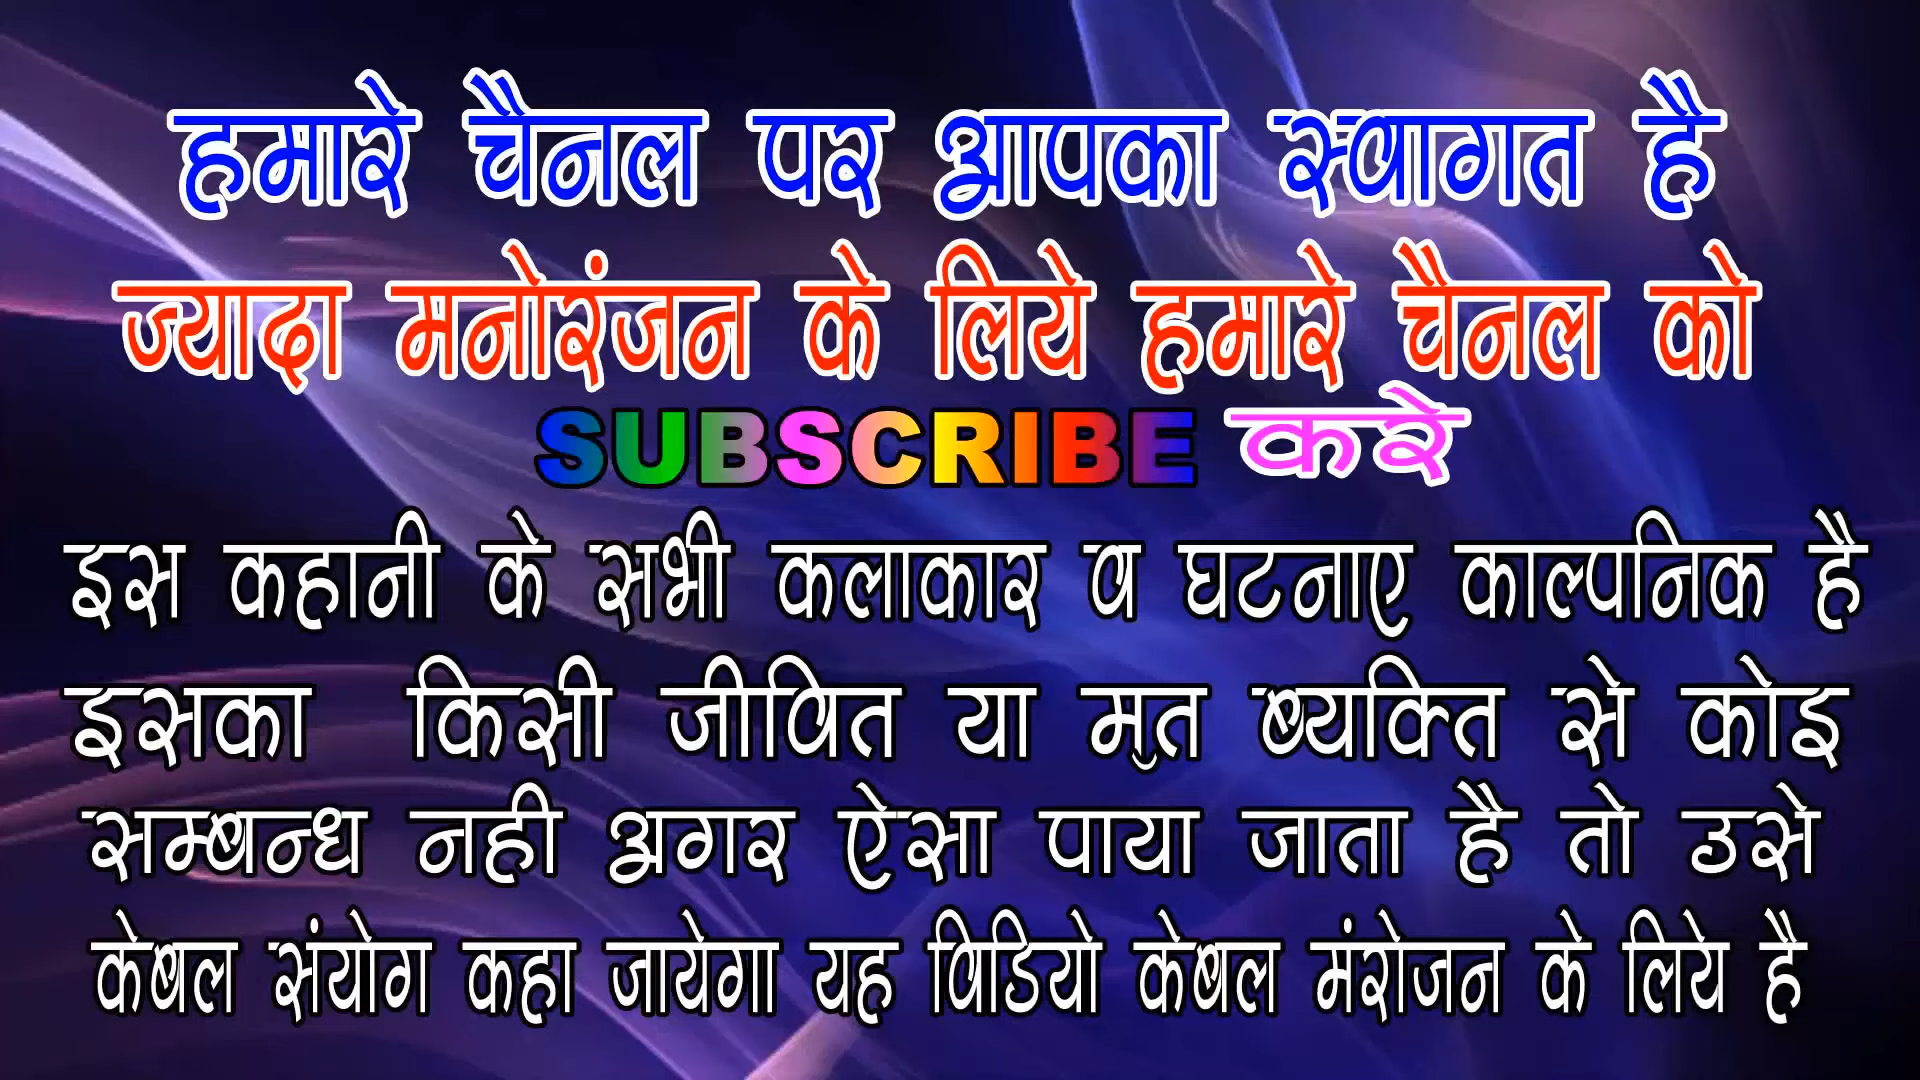 हमारे चैनल पर आपका स्वागत है
ज्यादा मनोरंजन के लिये हमारे चैनल को
SUBSCRIBE करे
इस कहानी के सभी कलाकार व घटनाए काल्पनिक है
इसका किसी जीवित या मृत ब्यक्ति से कोइ
सम्बन्ध नही अगर ऐसा पाया जाता है तो उसे
केबल संयोग कहा जायेगा यह विडियो केबल मंरोजन के लिये है